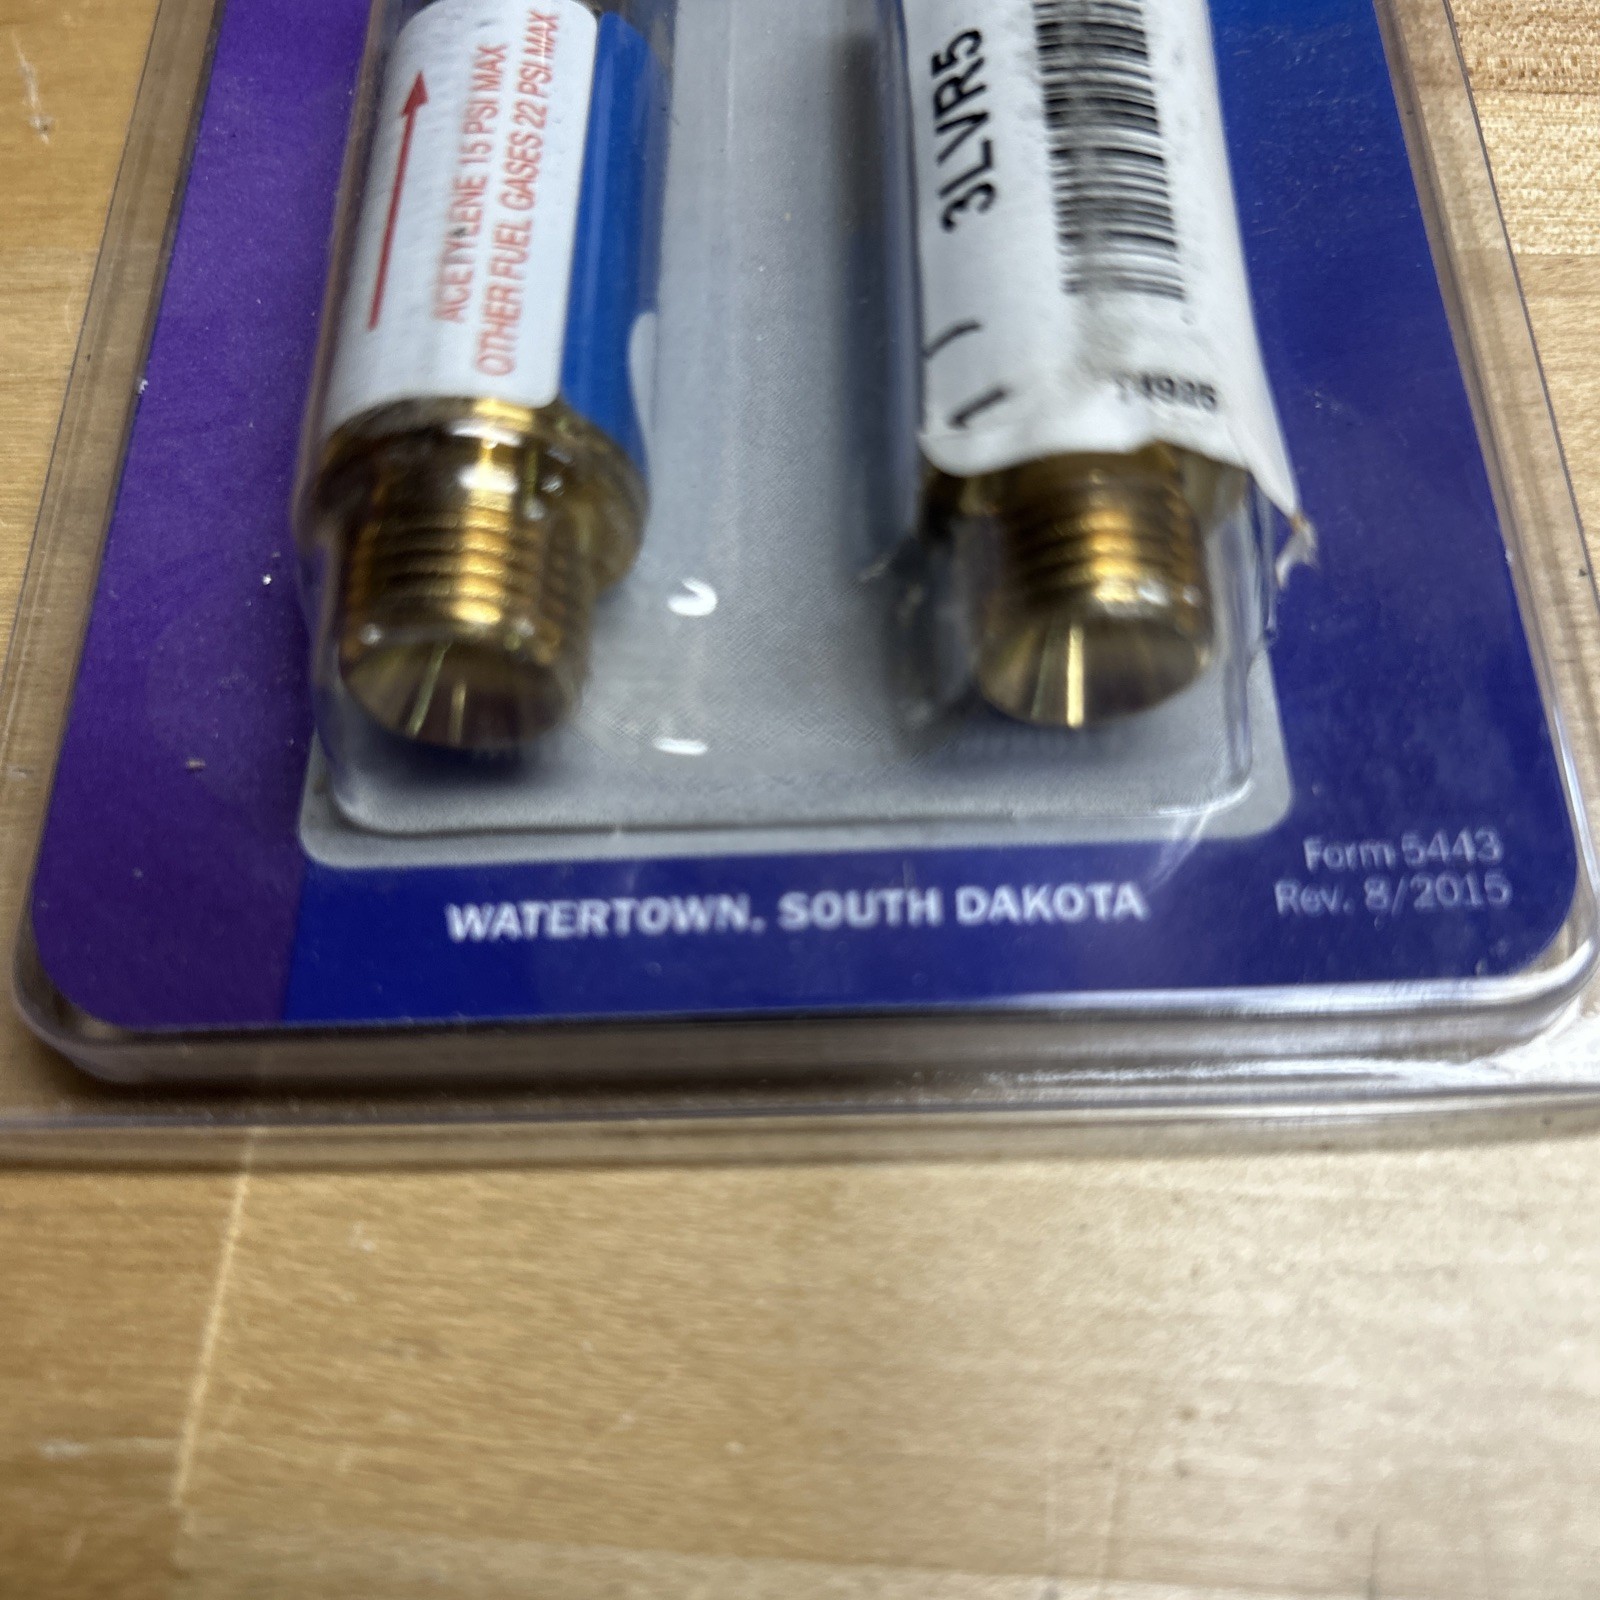 ACETYLENE 15 PSI MAX
OTHER FUEL GASES 22 PSI MAX
3LVR5
1
WATERTOWN, SOUTH DAKOTA
Form 5443
Rev. 8/2015